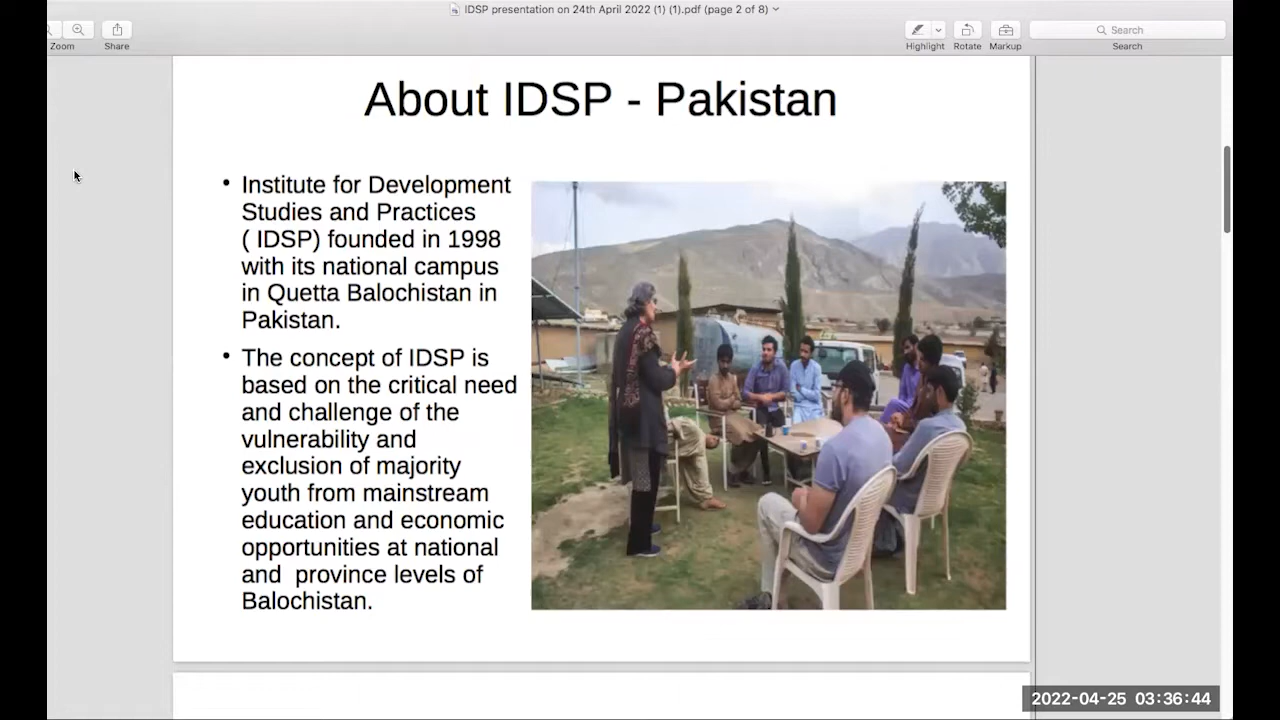 IDSP presentation on 24th April 2022 (1) (1).pdf (page 2 of 8)
Zoom
Share
Highlight
Rotate
Markup
Search
Search
About IDSP - Pakistan
• Institute for Development
Studies and Practices
( IDSP) founded in 1998
with its national campus
in Quetta Balochistan in
Pakistan.
• The concept of IDSP is
based on the critical need
and challenge of the
vulnerability and
exclusion of majority
youth from mainstream
education and economic
opportunities at national
and  province levels of
Balochistan.
2022-04-25 03:36:44